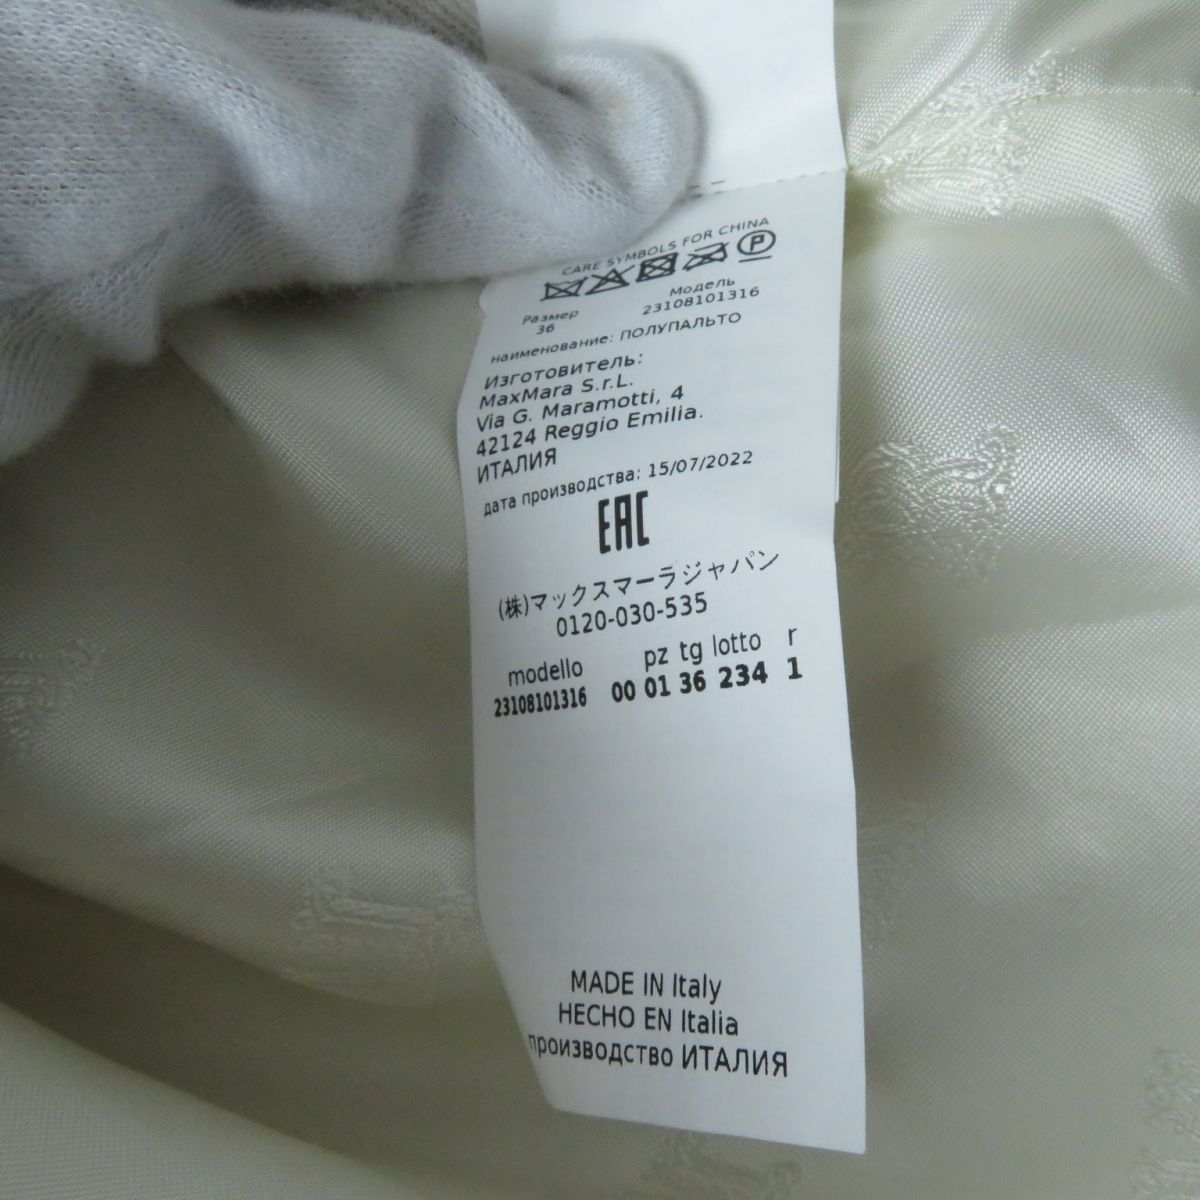 CARE SYMBOLS FOR CHINA
P
Размер Модель
36 23108101316
наименование: ПОЛУПАЛЬТО
Изготовитель:
MaxMara S.r.L.
Via G. Maramotti, 4
42124 Reggio Emilia.
ИТАЛИЯ
дата производства: 15/07/2022
EAC
(株)マックスマーラジャパン
0120-030-535
modello pz tg lotto r
23108101316 00 01 36 234 1
MADE IN Italy
HECHO EN Italia
производство ИТАЛИЯ